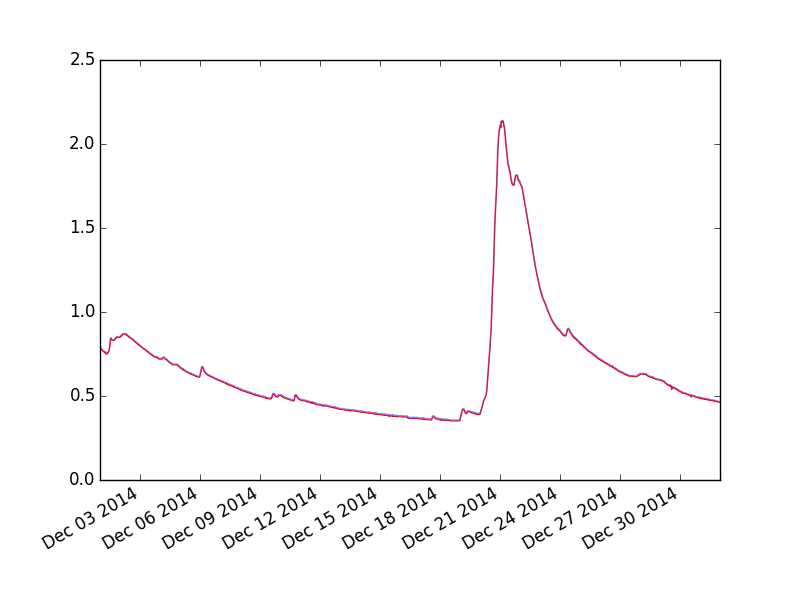 2.5
2.0
1.5
1.0
0.5
0.0
Dec 03 2014
Dec 06 2014
Dec 09 2014
Dec 12 2014
Dec 15 2014
Dec 18 2014
Dec 21 2014
Dec 24 2014
Dec 27 2014
Dec 30 2014